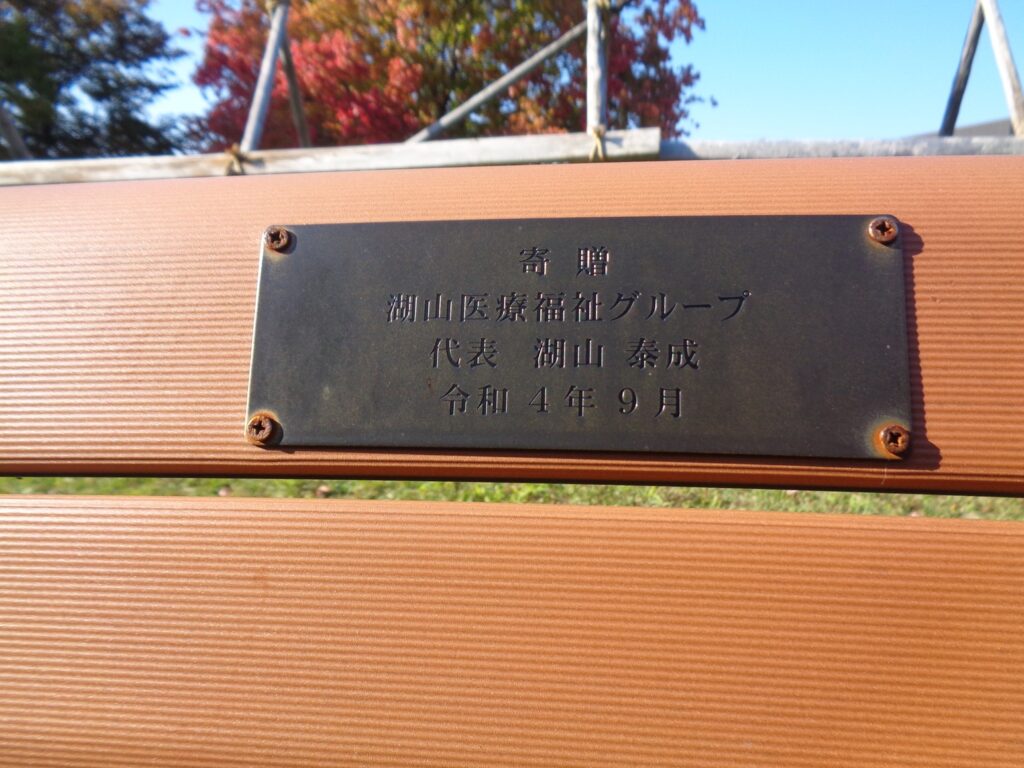 寄 贈
湖山医療福祉グループ
代表 湖山 泰成
令和 4 年 9 月